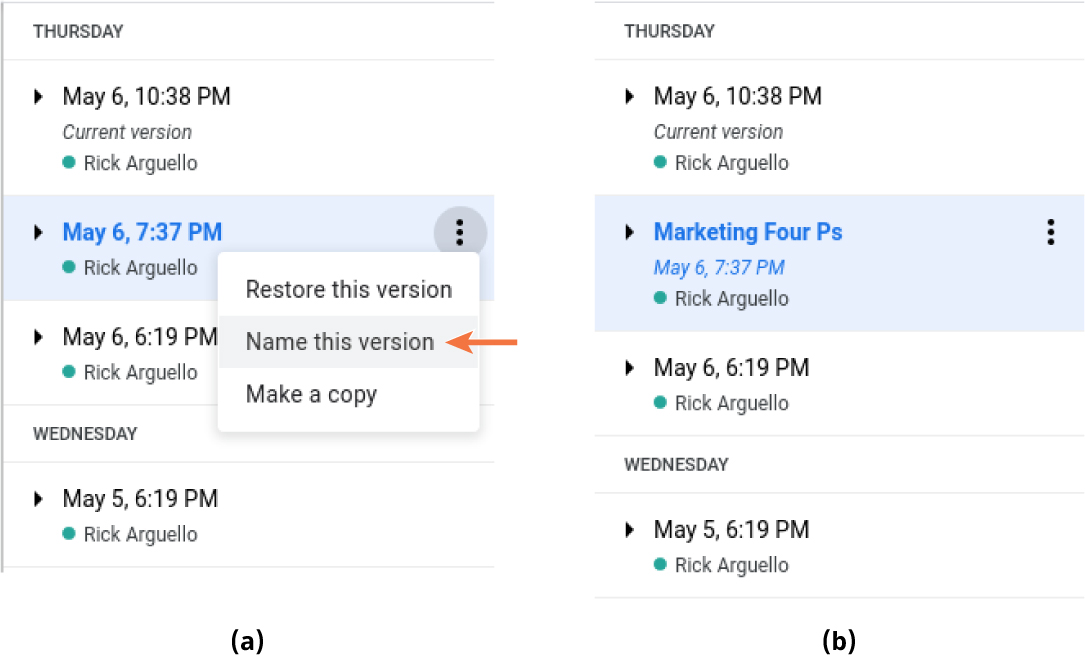 THURSDAY
May 6, 10:38 PM
Current version
Rick Arguello
May 6, 7:37 PM
Rick Arguello
Restore this version
Name this version
Make a copy
May 6, 6:19 PM
Rick Arguello
WEDNESDAY
May 5, 6:19 PM
Rick Arguello
(a)
THURSDAY
May 6, 10:38 PM
Current version
Rick Arguello
Marketing Four Ps
May 6, 7:37 PM
Rick Arguello
May 6, 6:19 PM
Rick Arguello
WEDNESDAY
May 5, 6:19 PM
Rick Arguello
(b)